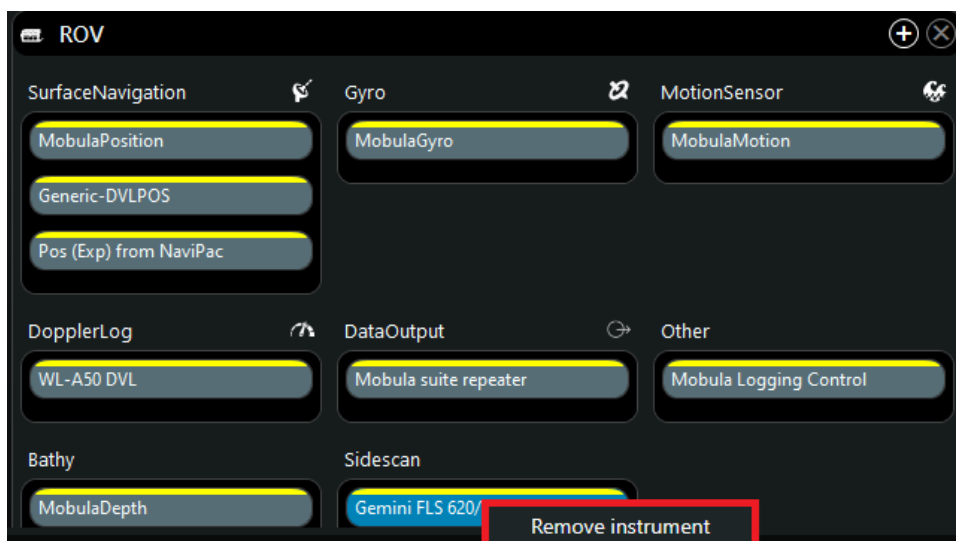 ROV
SurfaceNavigation
Gyro
MotionSensor
MobulaPosition
MobulaGyro
MobulaMotion
Generic-DVLPOS
Pos (Exp) from NaviPac
DopplerLog
DataOutput
Other
WL-A50 DVL
Mobula suite repeater
Mobula Logging Control
Bathy
Sidescan
MobulaDepth
Gemini FLS 620/
Remove instrument